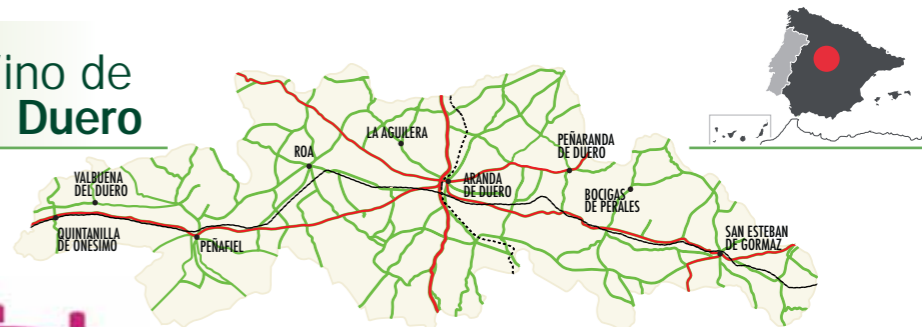 ino de
Duero
LA AGUILERA
ROA
PEÑARANDA
DE DUERO
VALBUENA
DEL DUERO
ARANDA
DE DUERO
BOCIGAS
DE PERALES
QUINTANILLA
DE ONÉSIMO
PEÑAFIEL
SAN ESTEBAN
DE GORMAZ